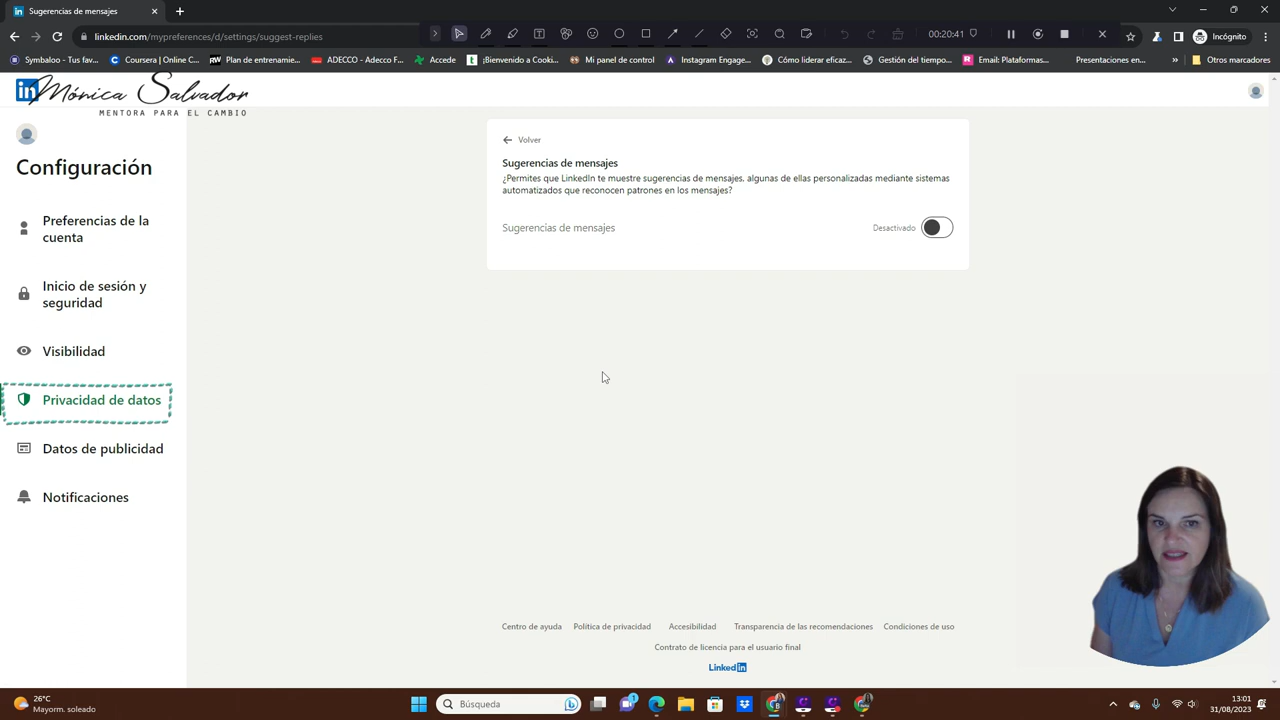 Sugerencias de mensajes
linkedin.com/mypreferences/d/settings/suggest-replies
00:20:41
Incógnito
Symbaloo - Tus fav...
Coursera | Online C...
Plan de entrenamie...
ADECCO - Adecco F...
Accede
¡Bienvenido a Cooki...
Mi panel de control
Instagram Engage...
Cómo liderar eficaz...
Gestión del tiempo...
Email: Plataformas...
Presentaciones en...
Otros marcadores
in
Mónica Salvador
MENTORA PARA EL CAMBIO
Configuración
Preferencias de la
cuenta
Inicio de sesión y
seguridad
Visibilidad
Privacidad de datos
Datos de publicidad
Notificaciones
Volver
Sugerencias de mensajes
¿Permites que LinkedIn te muestre sugerencias de mensajes, algunas de ellas personalizadas mediante sistemas
automatizados que reconocen patrones en los mensajes?
Sugerencias de mensajes
Desactivado
Centro de ayuda
Política de privacidad
Accesibilidad
Transparencia de las recomendaciones
Condiciones de uso
Contrato de licencia para el usuario final
LinkedIn
26°C
Mayorm. soleado
Búsqueda
13:01
31/08/2023